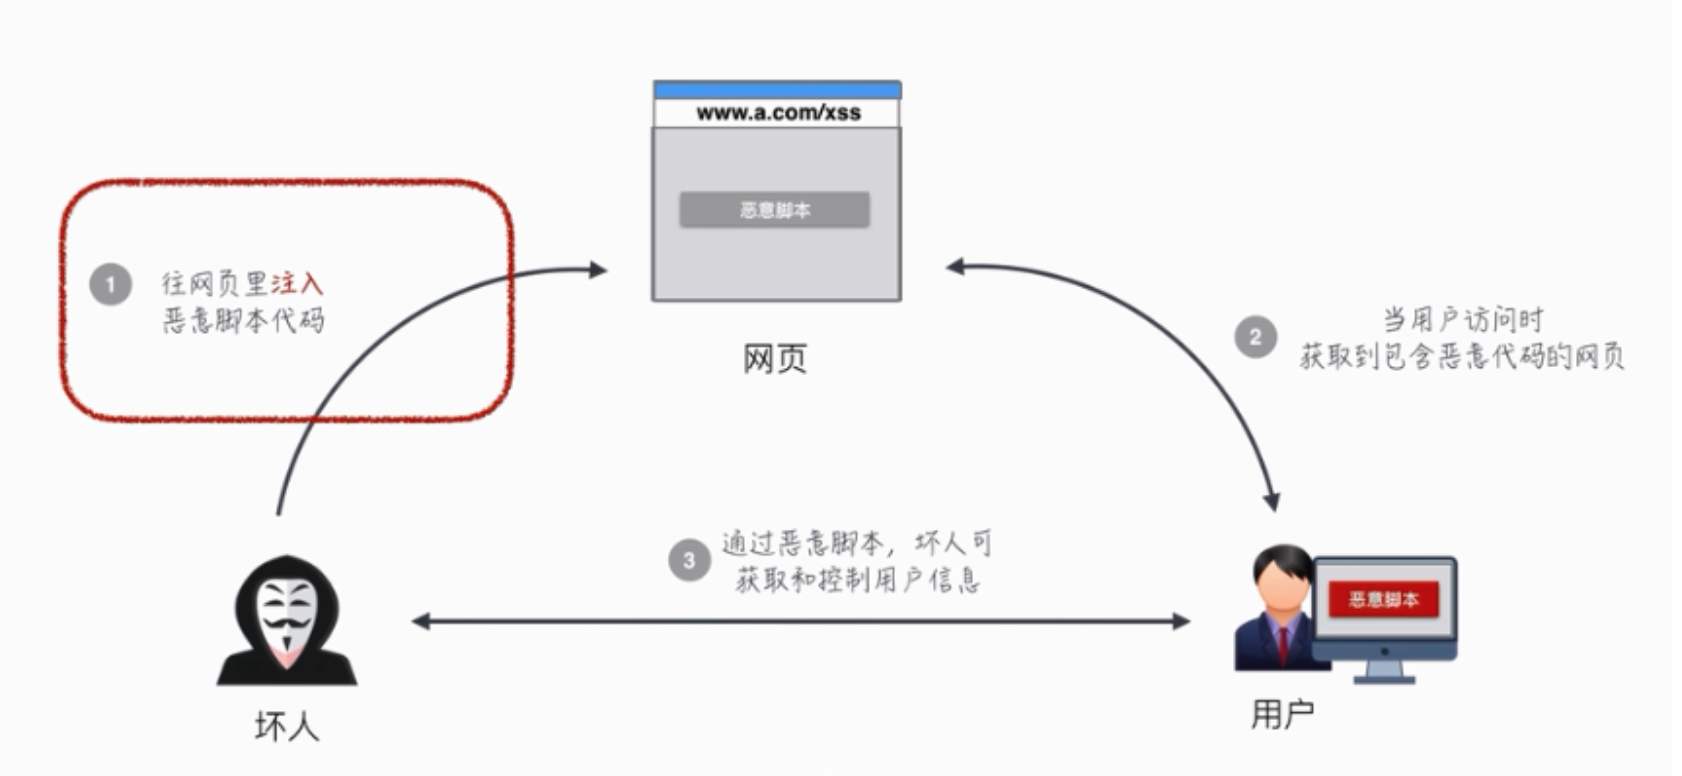 www.a.com/xss
恶意脚本
网页
1
往网页里注入
恶意脚本代码
2
当用户访问时
获取到包含恶意代码的网页
3
通过恶意脚本，坏人可
获取和控制用户信息
恶意脚本
坏人
用户